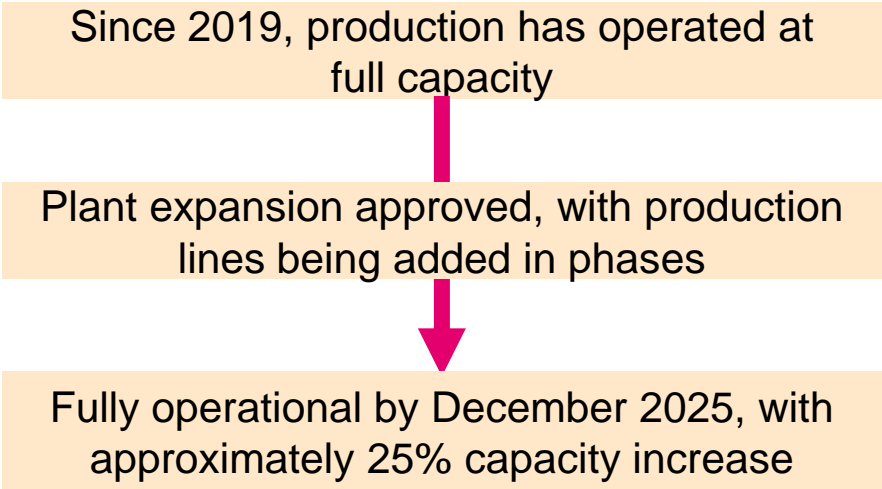 Since 2019, production has operated at
full capacity
Plant expansion approved, with production
lines being added in phases
Fully operational by December 2025, with
approximately 25% capacity increase